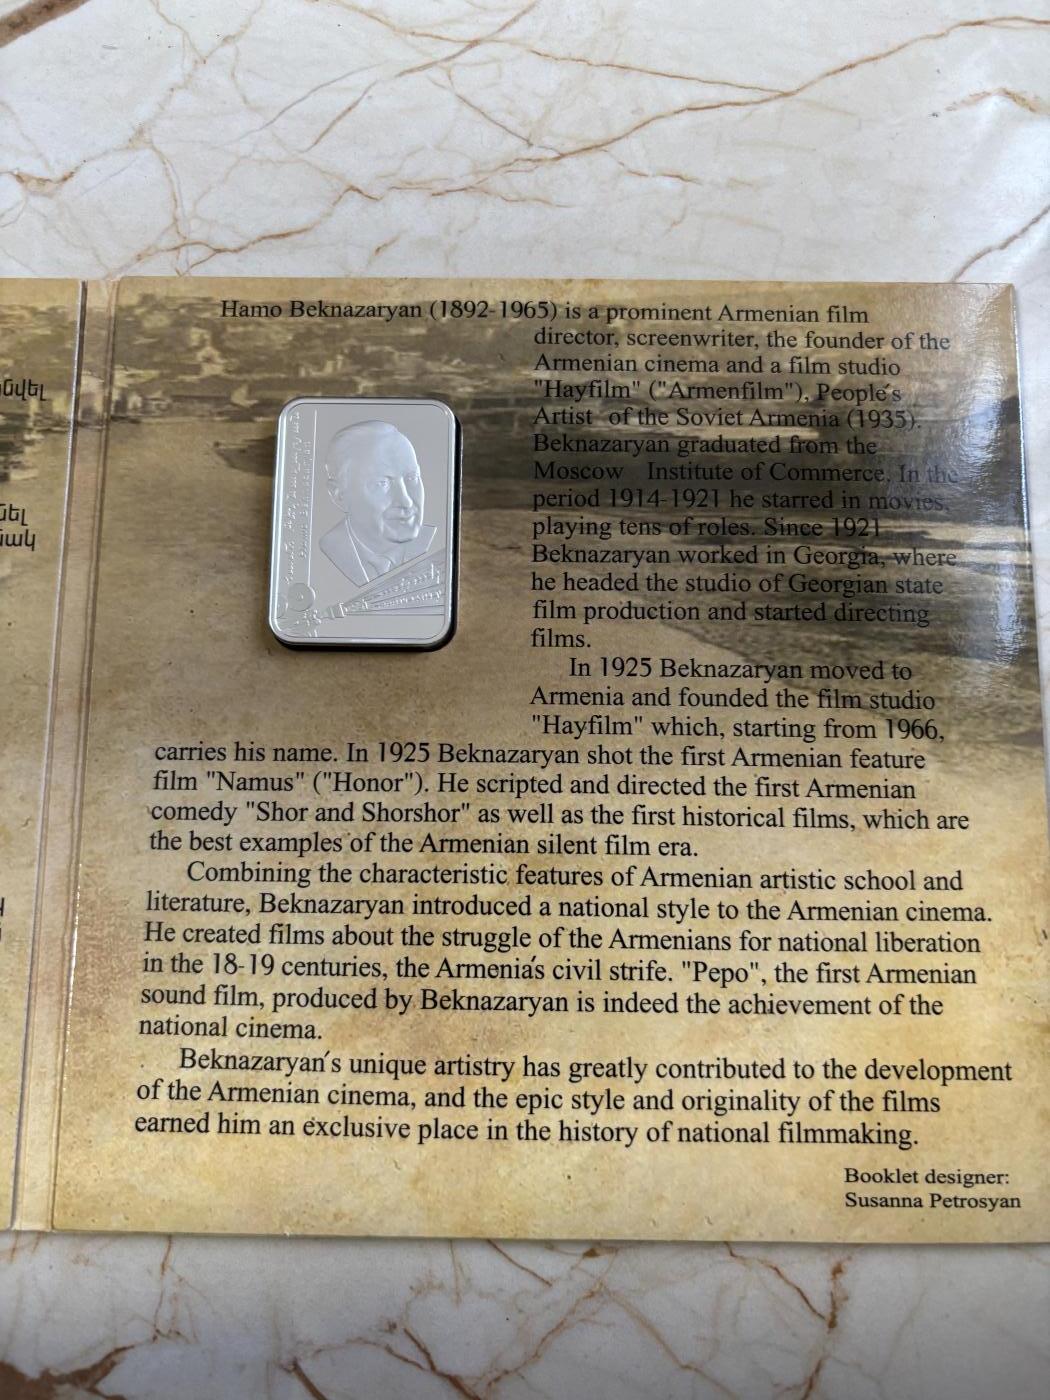 նվել
նել
նակ
Hamo Beknazaryan (1892-1965) is a prominent Armenian film
director, screenwriter, the founder of the
Armenian cinema and a film studio
"Hayfilm" ("Armenfilm"), People´s
Artist of the Soviet Armenia (1935).
Beknazaryan graduated from the
Moscow Institute of Commerce. In the
period 1914-1921 he starred in movies,
playing tens of roles. Since 1921
Beknazaryan worked in Georgia, where
he headed the studio of Georgian state
film production and started directing
films.
In 1925 Beknazaryan moved to
Armenia and founded the film studio
"Hayfilm" which, starting from 1966,
carries his name. In 1925 Beknazaryan shot the first Armenian feature
film "Namus" ("Honor"). He scripted and directed the first Armenian
comedy "Shor and Shorshor" as well as the first historical films, which are
the best examples of the Armenian silent film era.
Combining the characteristic features of Armenian artistic school and
literature, Beknazaryan introduced a national style to the Armenian cinema.
He created films about the struggle of the Armenians for national liberation
in the 18-19 centuries, the Armenia´s civil strife. "Pepo", the first Armenian
sound film, produced by Beknazaryan is indeed the achievement of the
national cinema.
Beknazaryan´s unique artistry has greatly contributed to the development
of the Armenian cinema, and the epic style and originality of the films
earned him an exclusive place in the history of national filmmaking.
Booklet designer:
Susanna Petrosyan